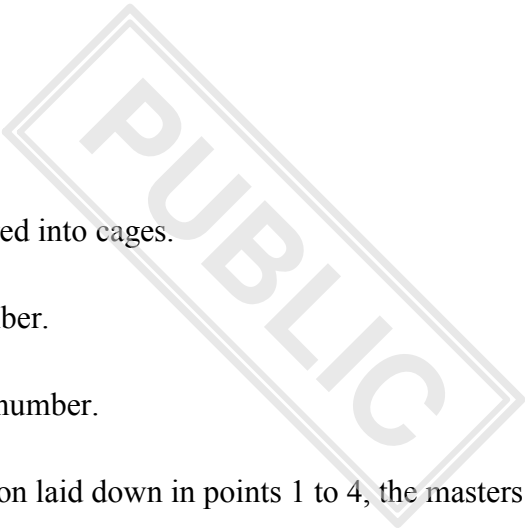 PUBLIC
ed into cages.
ber.
number.
on laid down in points 1 to 4, the masters